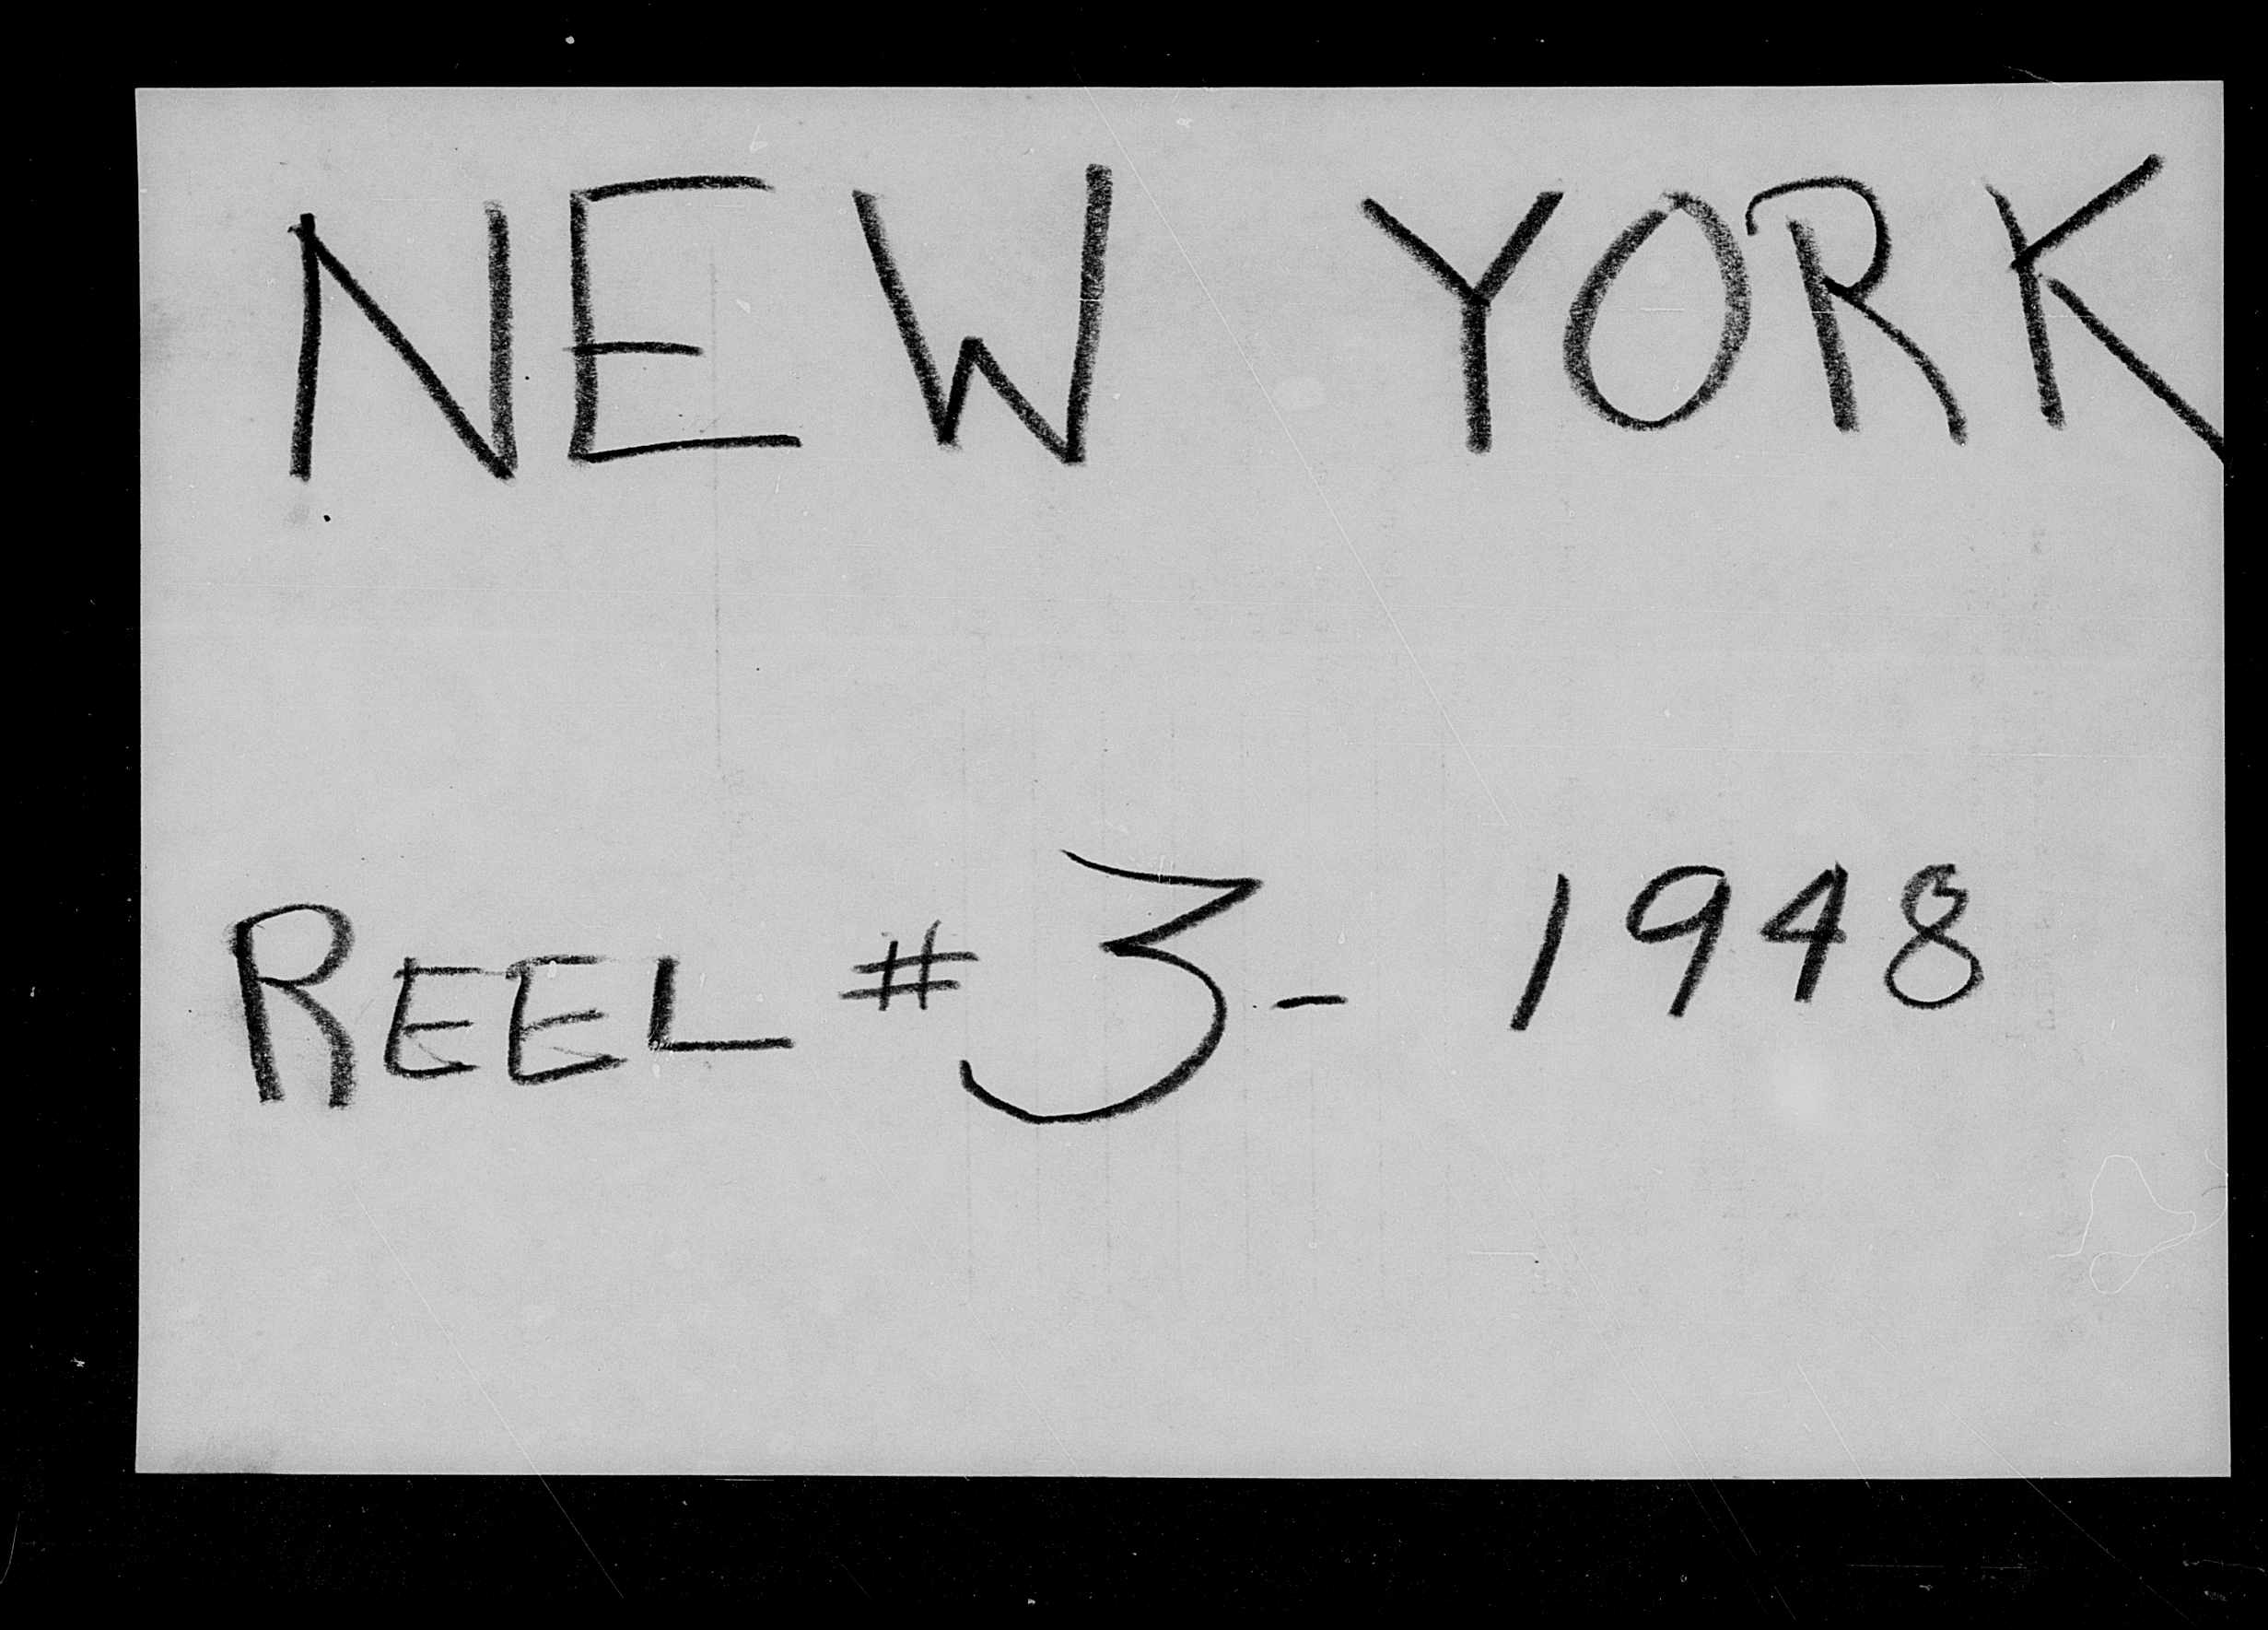 NEW YORK
REEL #3- 1948